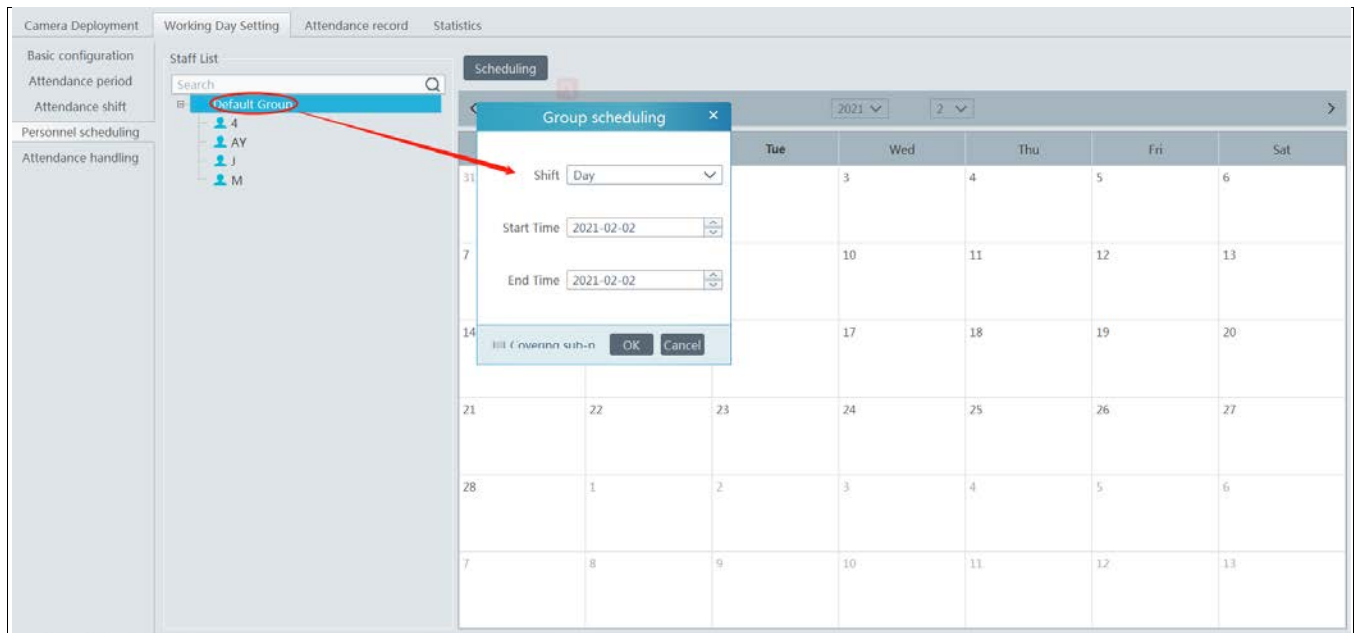 Camera Deployment Working Day Setting Attendance record Statistics
Basic configuration
Attendance period
Attendance shift
Personnel scheduling
Attendance handling
Staff List
Search
Default Group
4
AY
J
M
Scheduling
2021 2
Tue Wed Thu Fri Sat
Group scheduling ×
Shift Day
Start Time 2021-02-02
End Time 2021-02-02
Covering sub-n OK Cancel
31 3 4 5 6
7 10 11 12 13
14 17 18 19 20
21 22 23 24 25 26 27
28 1 2 3 4 5 6
7 8 9 10 11 12 13